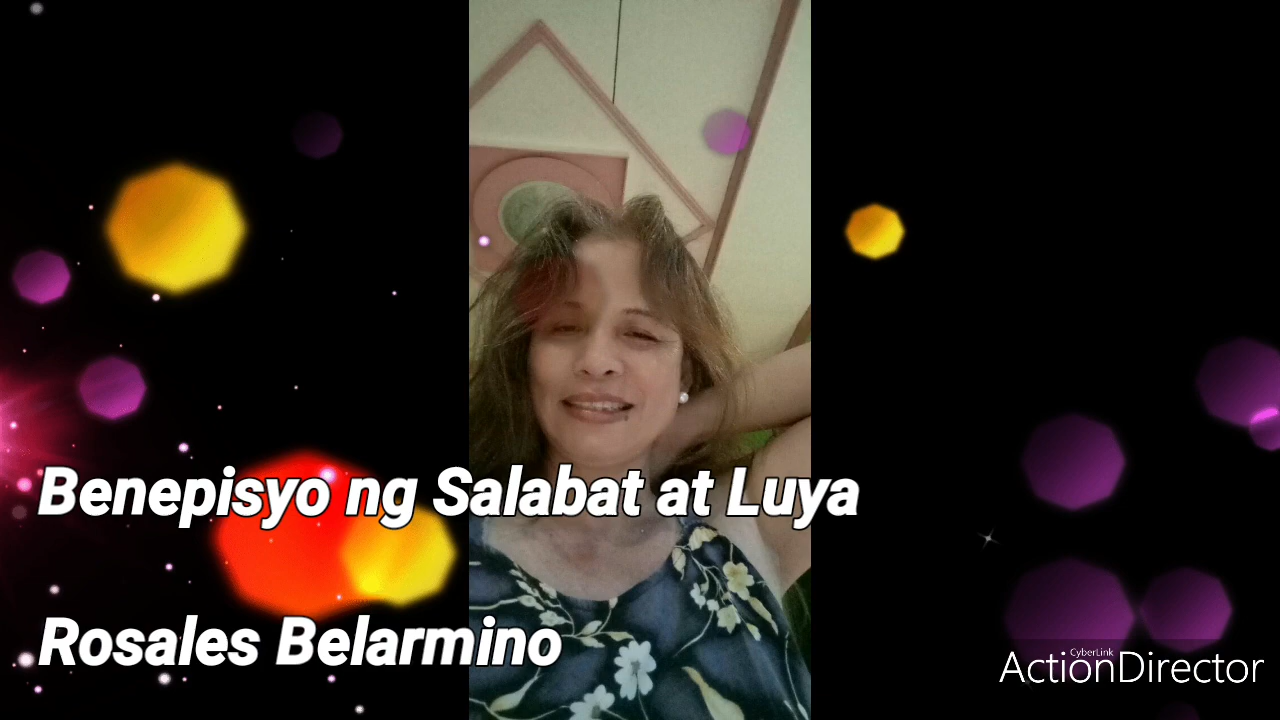 Benepisyo ng Salabat at Luya
Rosales Belarmino
CyberLink
ActionDirector